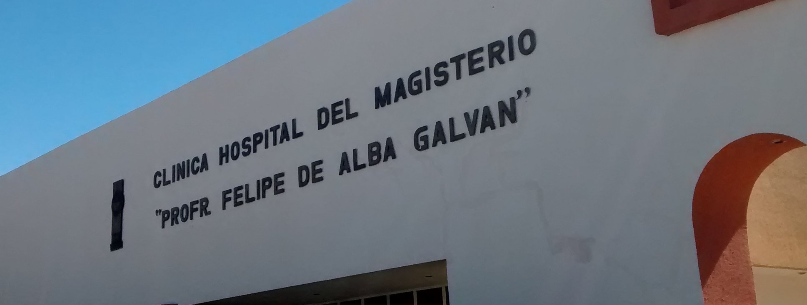 CLINICA HOSPITAL DEL MAGISTERIO
"PROFR. FELIPE DE ALBA GALVAN"